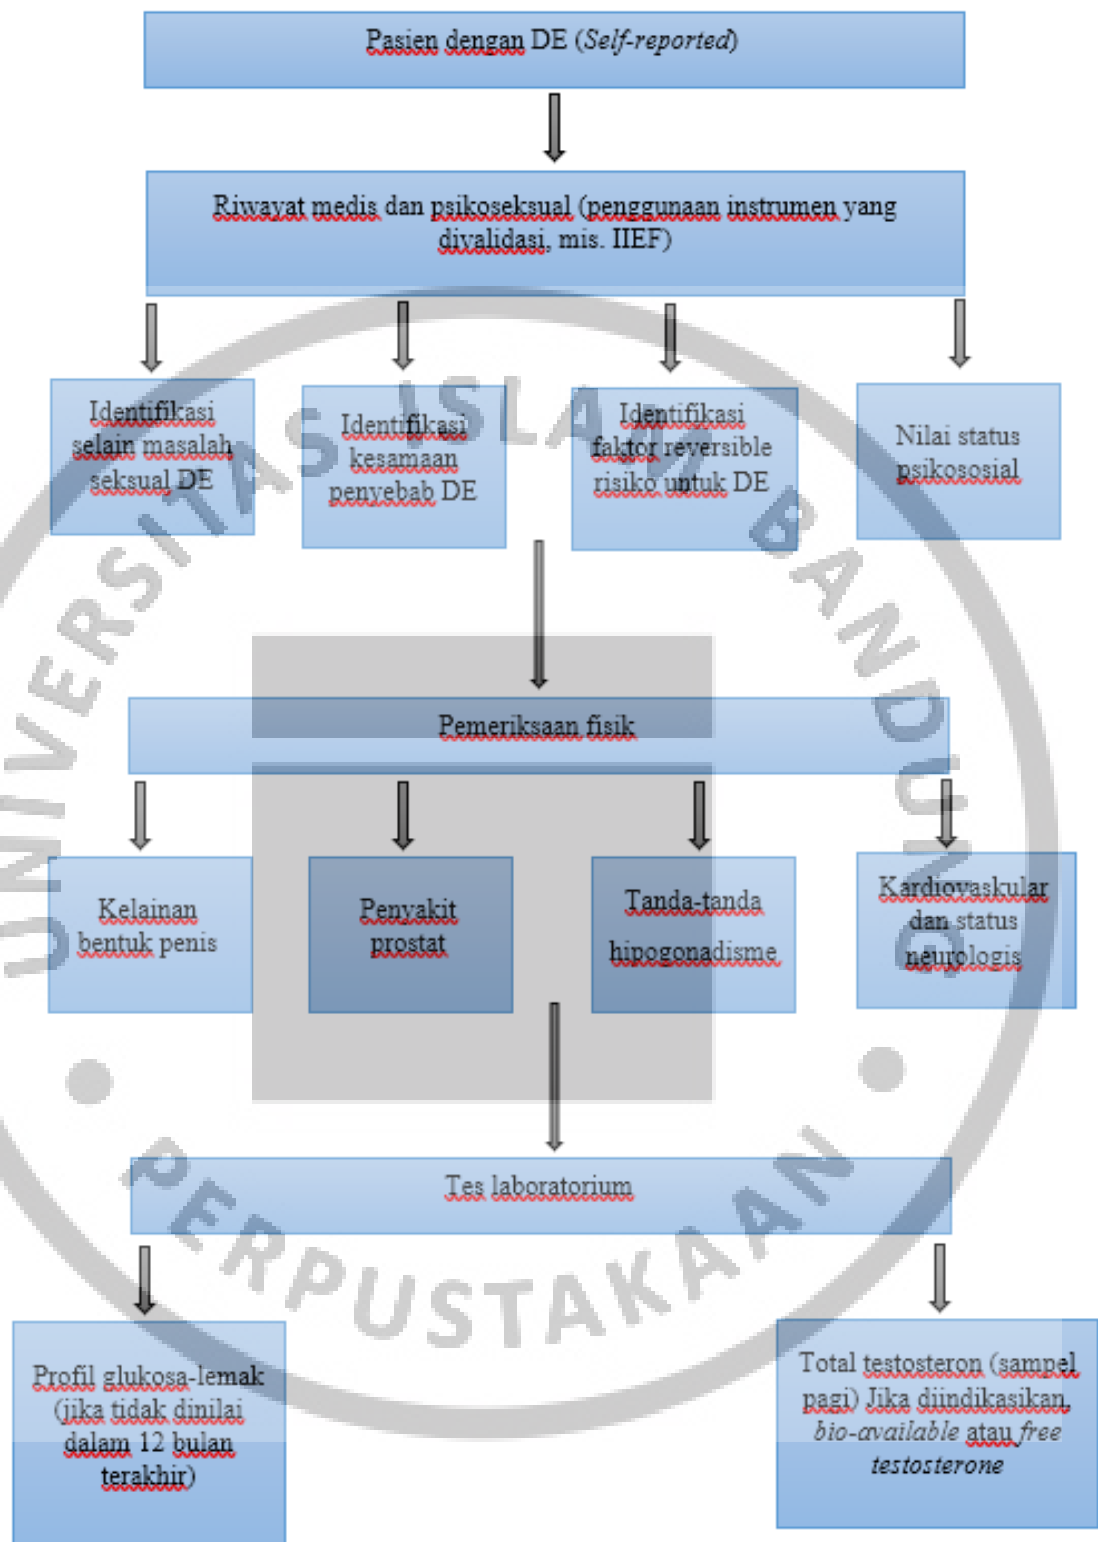 Pasien dengan DE (Self-reported)
Riwayat medis dan psikoseksual (penggunaan instrumen yang
divalidasi, mis. IIEF)
Identifikasi
selain masalah
seksual DE
Identifikasi
kesamaan
penyebab DE
Identifikasi
faktor reversible
risiko untuk DE
Nilai status
psikososial
Pemeriksaan fisik
Kelainan
bentuk penis
Penyakit
prostat
Tanda-tanda
hipogonadisme
Kardiovaskular
dan status
neurologis
Tes laboratorium
Profil glukosa-lemak
(jika tidak dinilai
dalam 12 bulan
terakhir)
Total testosteron (sampel
pagi) Jika diindikasikan,
bio-available atau free
testosterone
UNIVERSITAS ISLAM BANDUNG
PERPUSTAKAAN